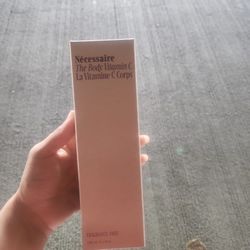 Nécessaire
The Body Vitamin C
La Vitamine C Corps
FRAGRANCE-FREE